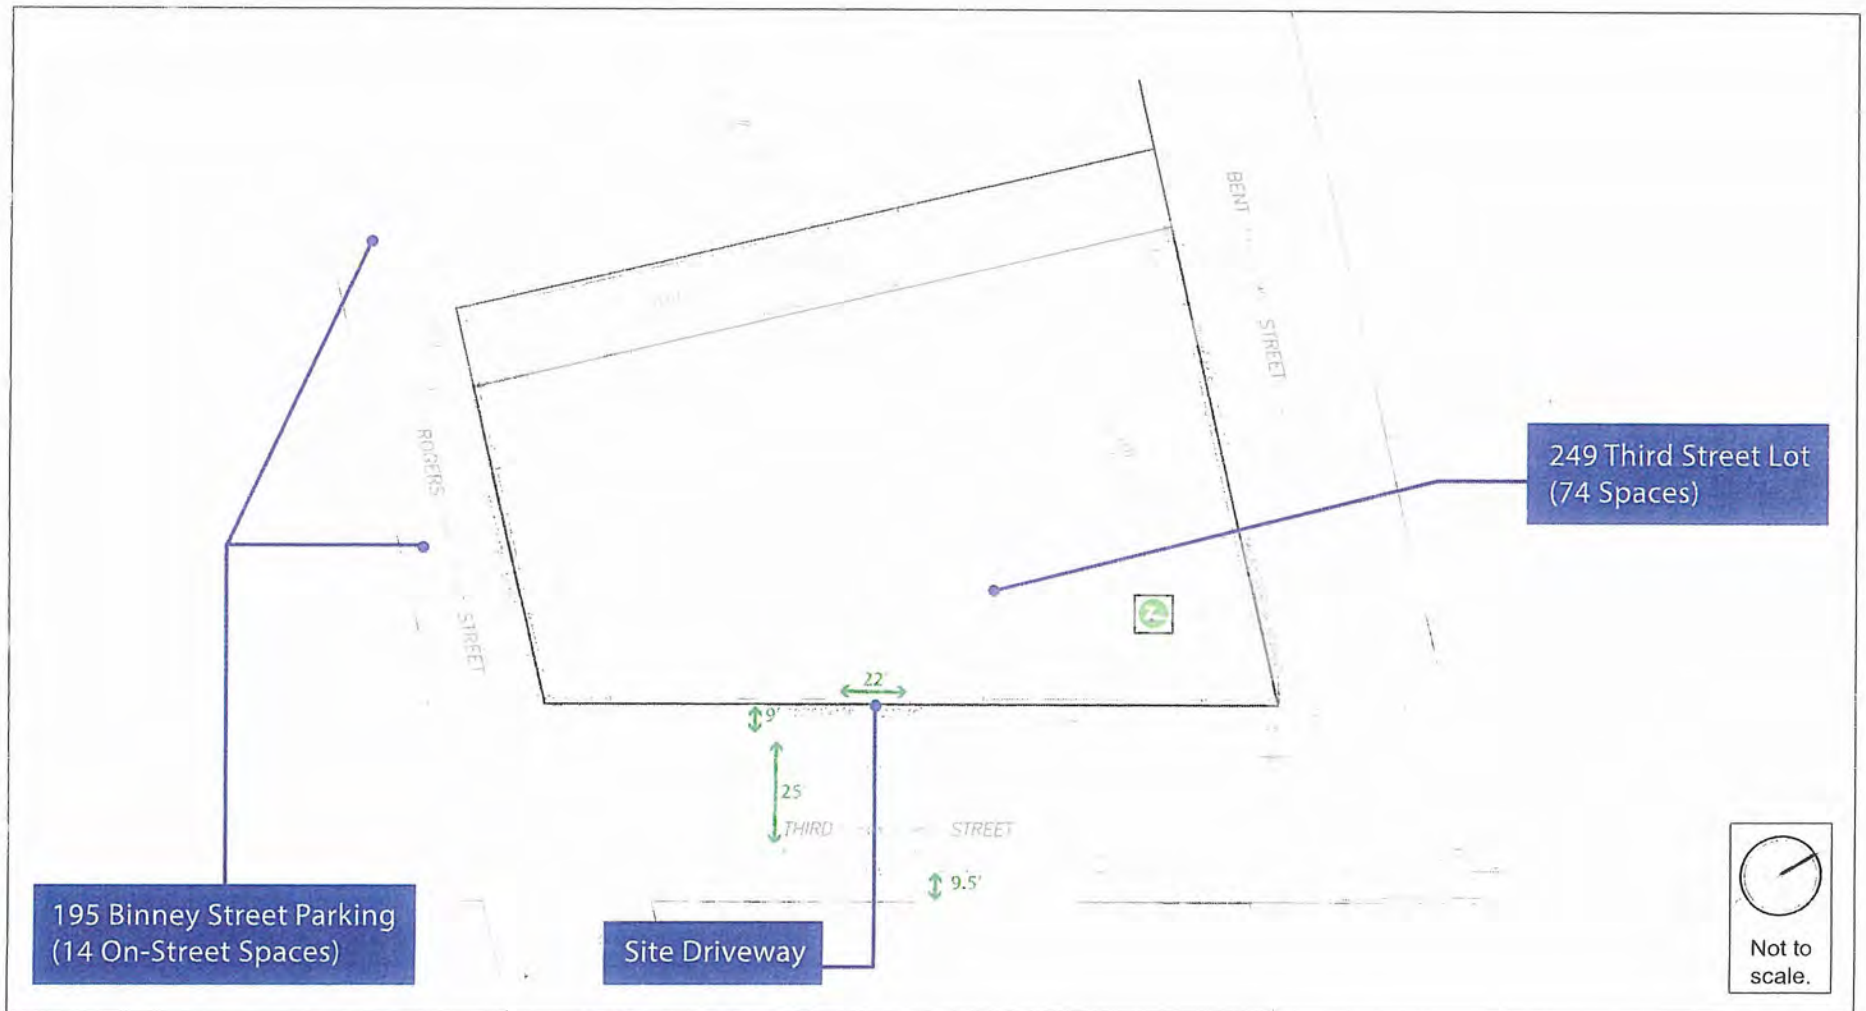 BENT
STREET
ROGERS
STREET
249 Third Street Lot
(74 Spaces)
22'
9'
25'
THIRD STREET
9.5'
195 Binney Street Parking
(14 On-Street Spaces)
Site Driveway
Not to
scale.